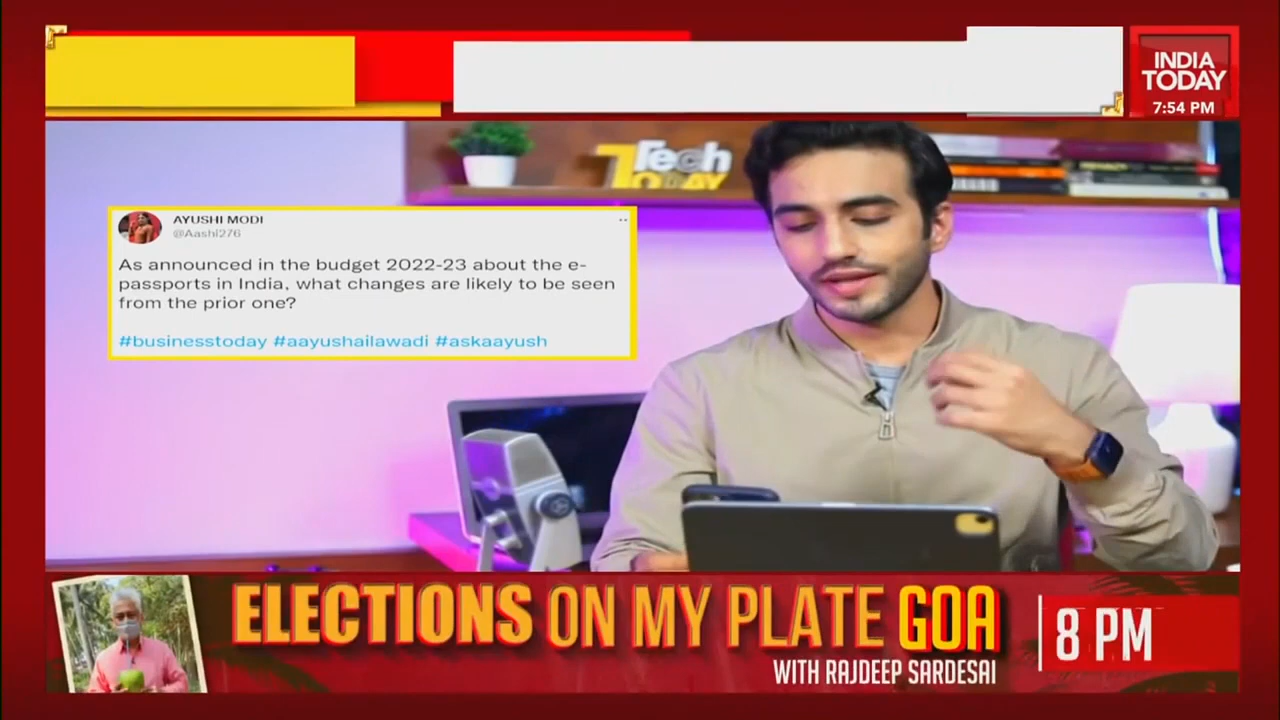 INDIA
TODAY
7:54 PM
Tech
TODAY
AYUSHI MODI
@Aashl276
As announced in the budget 2022-23 about the e-
passports in India, what changes are likely to be seen
from the prior one?
#businesstoday #aayushailawadi #askaayush
ELECTIONS ON MY PLATE GOA
WITH RAJDEEP SARDESAI
8 PM